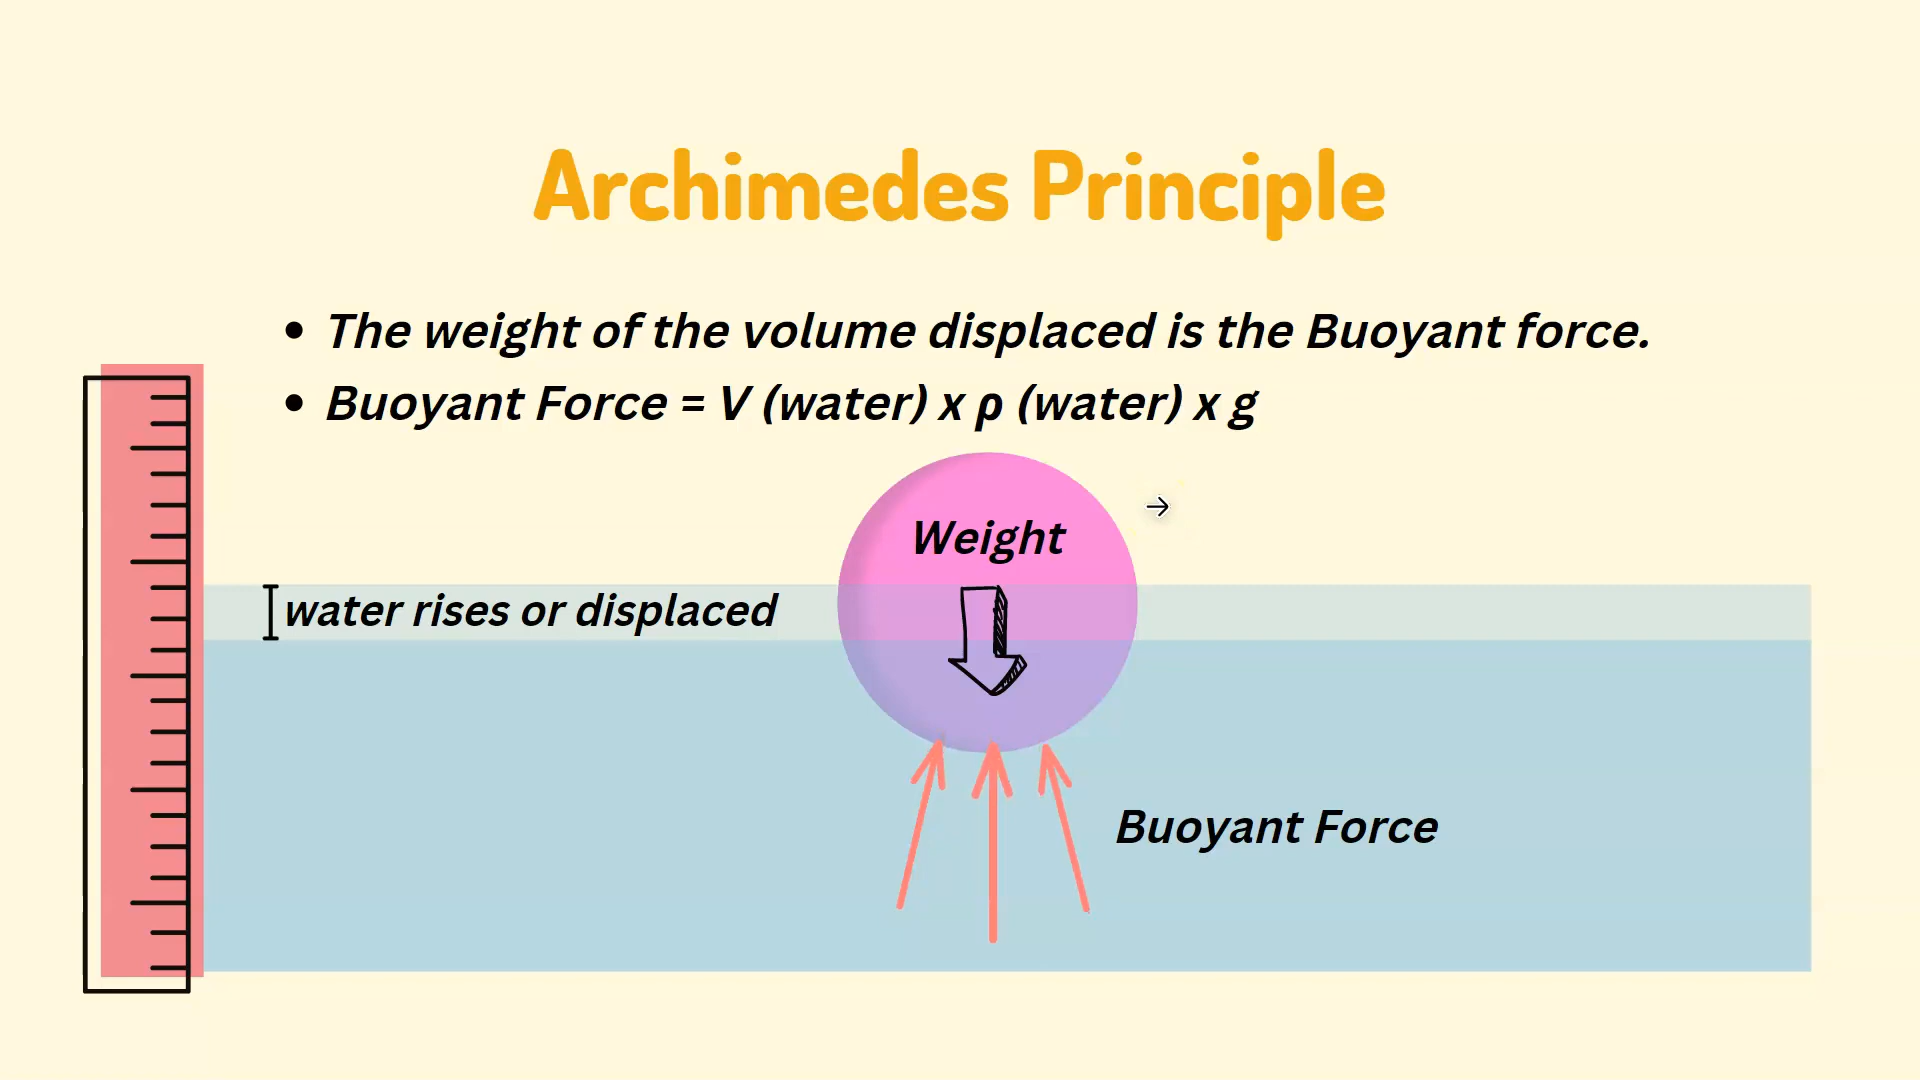 Archimedes Principle
• The weight of the volume displaced is the Buoyant force.
• Buoyant Force = V (water) x ρ (water) x g
Weight
water rises or displaced
Buoyant Force